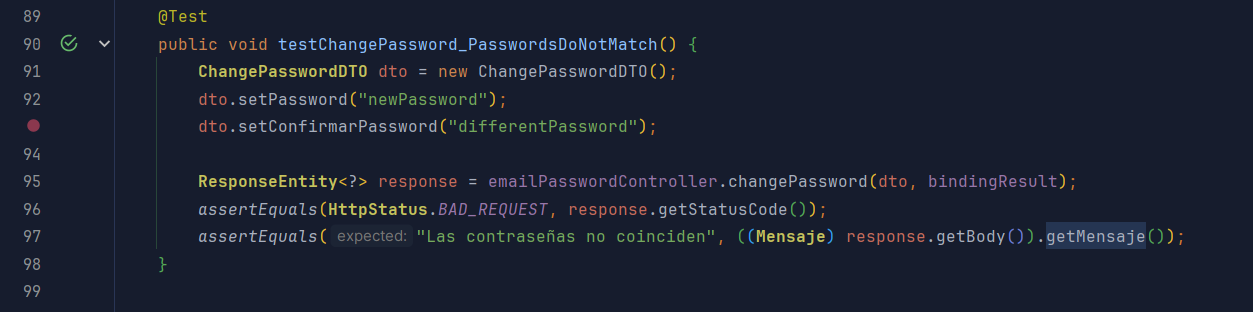 89 @Test
90 public void testChangePassword_PasswordsDoNotMatch() {
91 ChangePasswordDTO dto = new ChangePasswordDTO();
92 dto.setPassword("newPassword");
dto.setConfirmarPassword("differentPassword");
94
95 ResponseEntity<?> response = emailPasswordController.changePassword(dto, bindingResult);
96 assertEquals(HttpStatus.BAD_REQUEST, response.getStatusCode());
97 assertEquals( expected: "Las contraseñas no coinciden", ((Mensaje) response.getBody()).getMensaje());
98 }
99